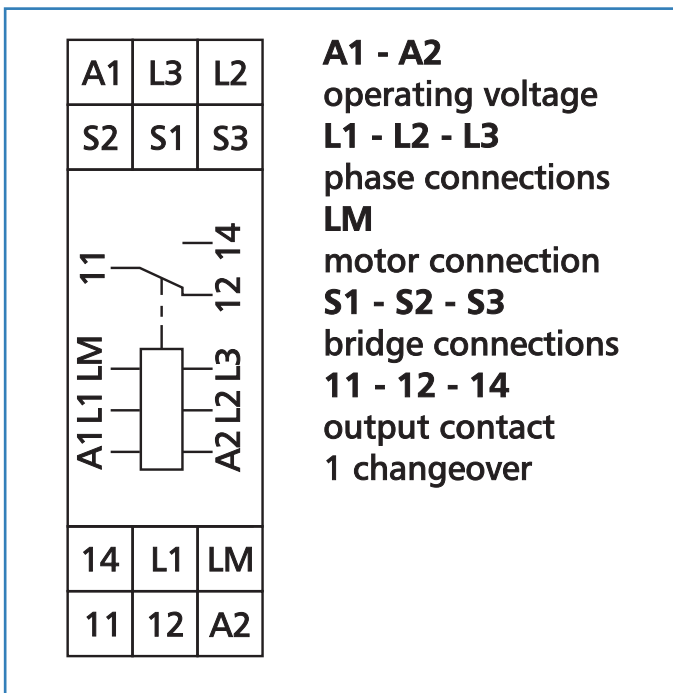 A1 L3 L2
S2 S1 S3
14
11
12
LM L3
L1 L2
A1 A2
14 L1 LM
11 12 A2
A1 - A2
operating voltage
L1 - L2 - L3
phase connections
LM
motor connection
S1 - S2 - S3
bridge connections
11 - 12 - 14
output contact
1 changeover